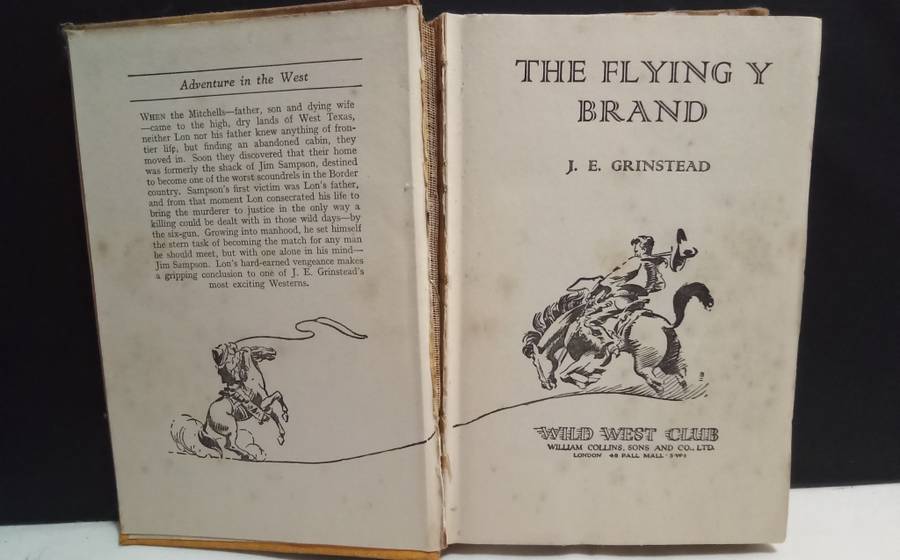 Adventure in the West
WHEN the Mitchells—father, son and dying wife
—came to the high, dry lands of West Texas,
neither Lon nor his father knew anything of fron-
tier life, but finding an abandoned cabin, they
moved in. Soon they discovered that their home
was formerly the shack of Jim Sampson, destined
to become one of the worst scoundrels in the Border
country. Sampson's first victim was Lon's father,
and from that moment Lon consecrated his life to
bring the murderer to justice in the only way a
killing could be dealt with in those wild days—by
the six-gun. Growing into manhood, he set himself
the stern task of becoming the match for any man
he should meet, but with one alone in his mind—
Jim Sampson. Lon's hard-earned vengeance makes
a gripping conclusion to one of J. E. Grinstead's
most exciting Westerns.
THE FLYING Y
BRAND
J. E. GRINSTEAD
WILD WEST CLUB
WILLIAM COLLINS, SONS AND CO., LTD.
LONDON 48 PALL MALL S·W·1